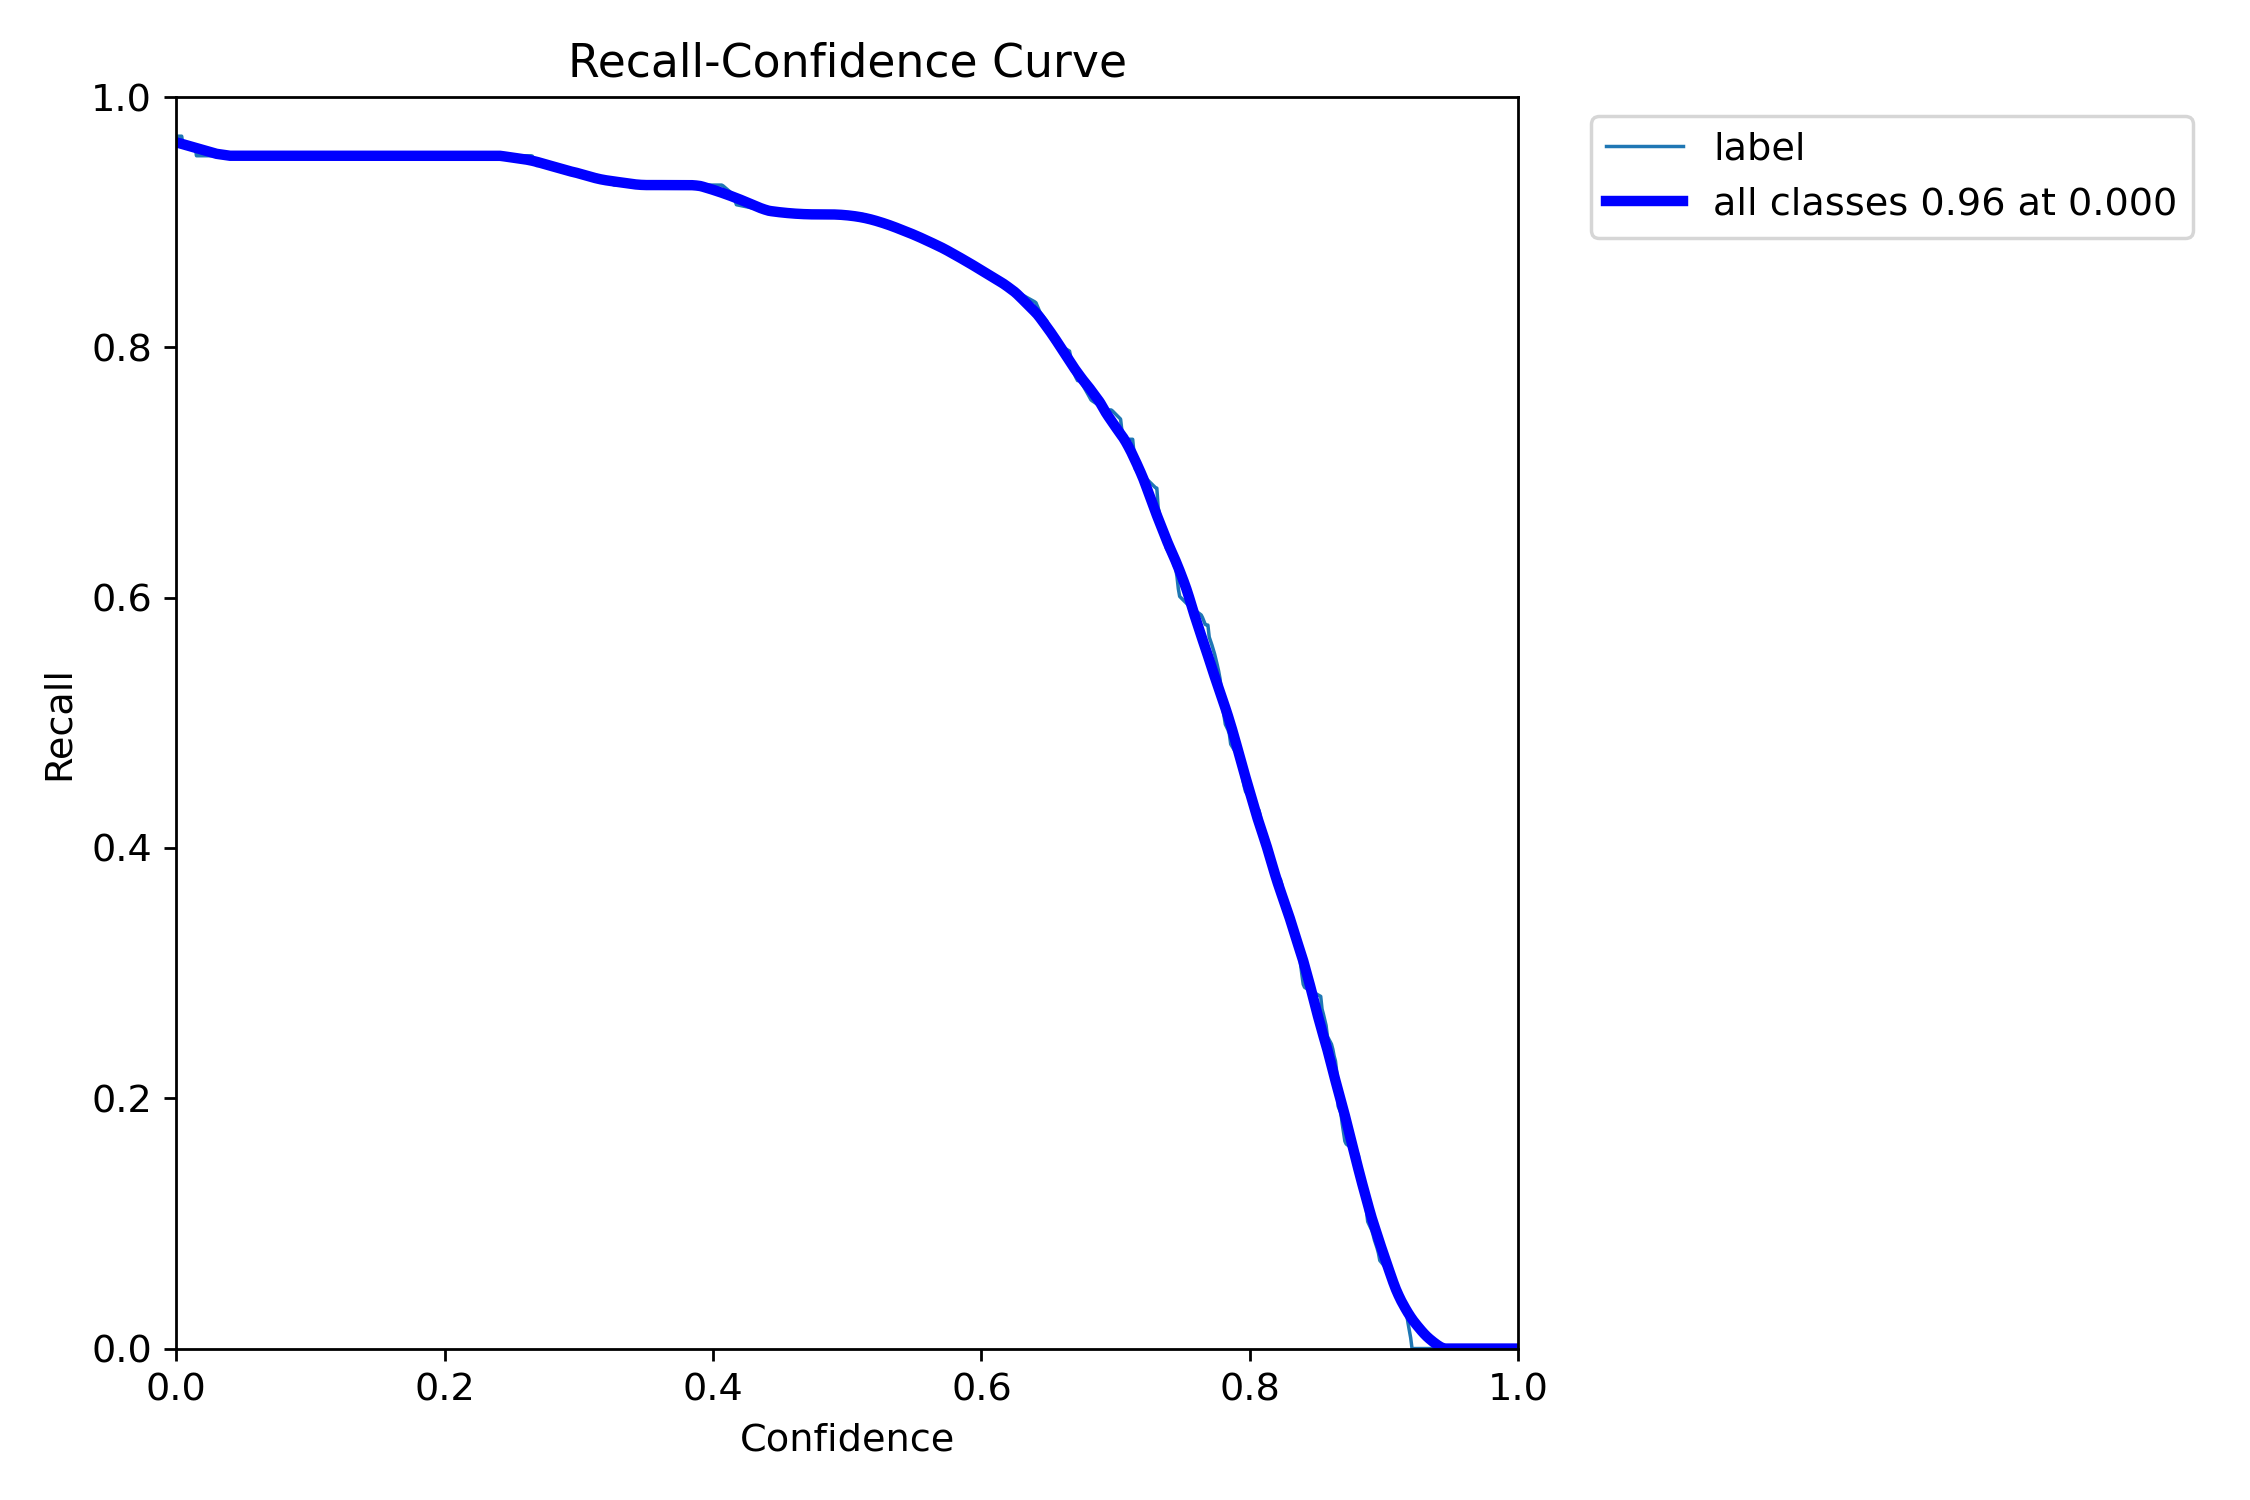 Recall-Confidence Curve
1.0
0.8
0.6
0.4
0.2
0.0
Recall
0.0 0.2 0.4 0.6 0.8 1.0
Confidence
label
all classes 0.96 at 0.000